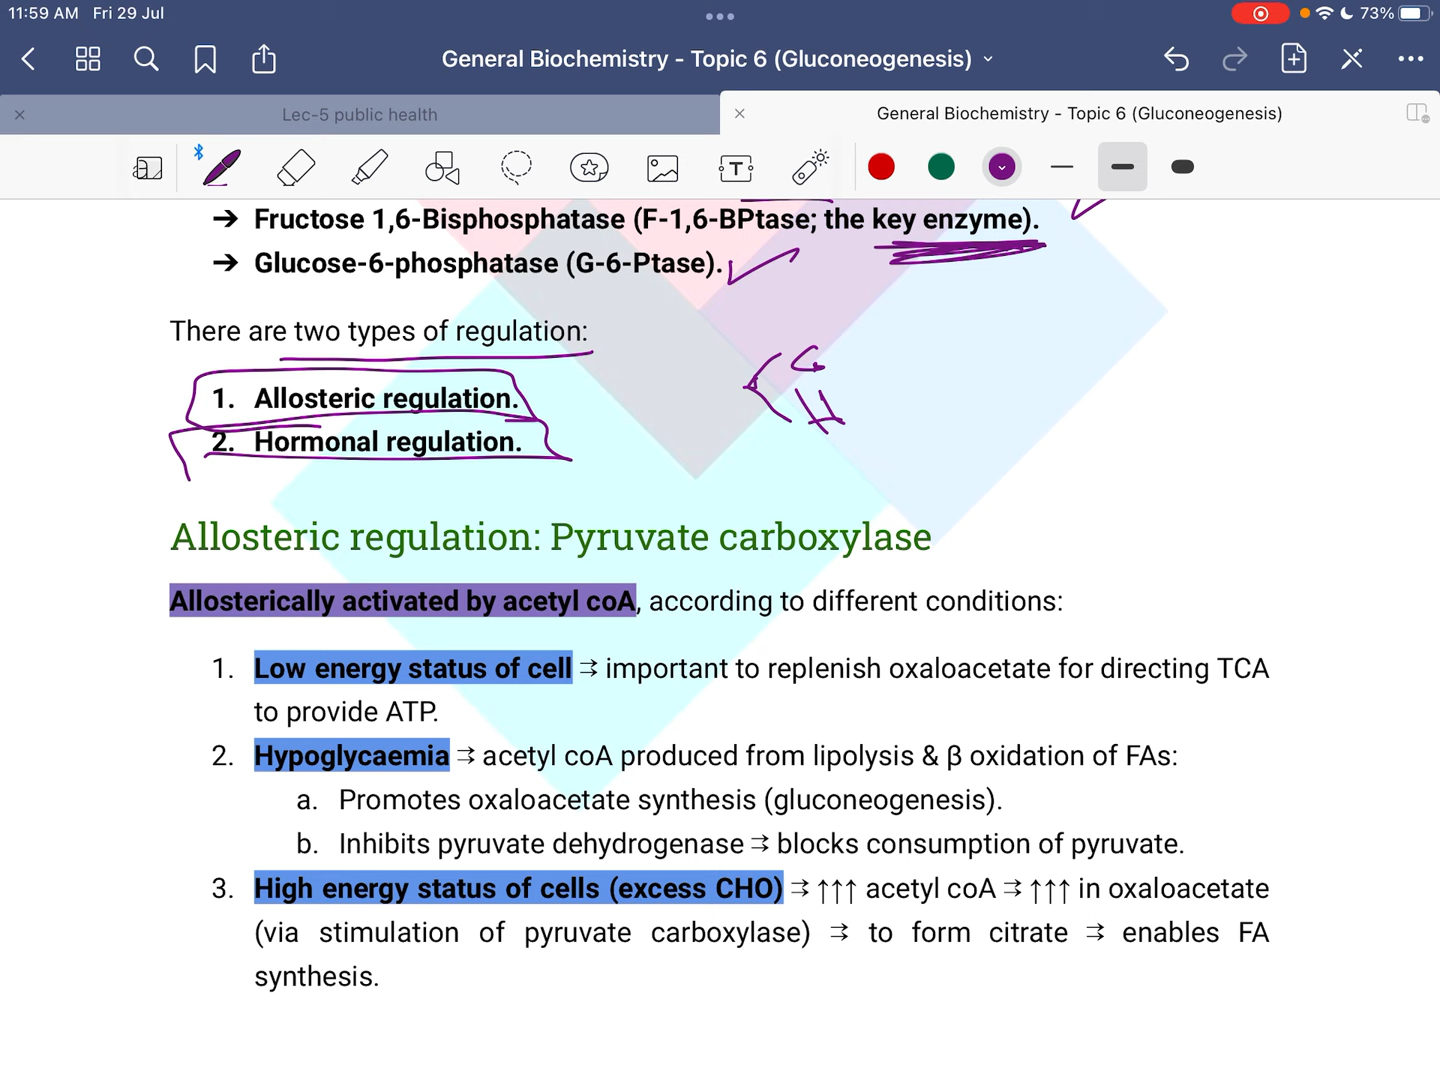 11:59 AM Fri 29 Jul
73%
General Biochemistry - Topic 6 (Gluconeogenesis)
Lec-5 public health
General Biochemistry - Topic 6 (Gluconeogenesis)
→ Fructose 1,6-Bisphosphatase (F-1,6-BPtase; the key enzyme).
→ Glucose-6-phosphatase (G-6-Ptase).
There are two types of regulation:
G
1. Allosteric regulation.
H
2. Hormonal regulation.
Allosteric regulation: Pyruvate carboxylase
Allosterically activated by acetyl coA, according to different conditions:
1. Low energy status of cell ⇉ important to replenish oxaloacetate for directing TCA
to provide ATP.
2. Hypoglycaemia ⇉ acetyl coA produced from lipolysis & β oxidation of FAs:
a. Promotes oxaloacetate synthesis (gluconeogenesis).
b. Inhibits pyruvate dehydrogenase ⇉ blocks consumption of pyruvate.
3. High energy status of cells (excess CHO) ⇉ ↑↑↑ acetyl coA ⇉ ↑↑↑ in oxaloacetate
(via stimulation of pyruvate carboxylase) ⇉ to form citrate ⇉ enables FA
synthesis.